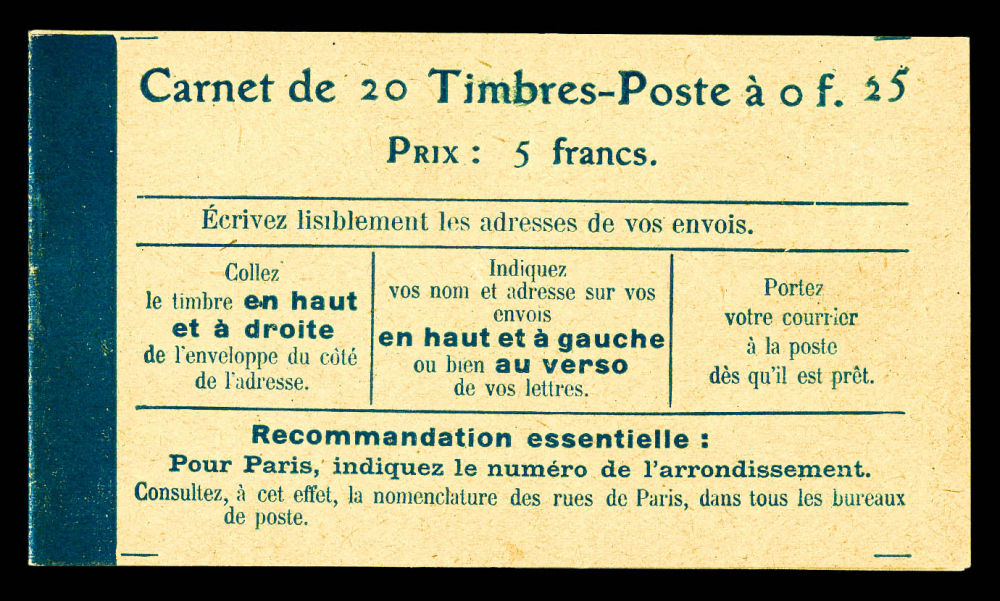 Carnet de 20 Timbres-Poste à 0 f. 25
PRIX : 5 francs.
Écrivez lisiblement les adresses de vos envois.
Collez
le timbre en haut
et à droite
de l'enveloppe du côté
de l'adresse.
Indiquez
vos nom et adresse sur vos
envois
en haut et à gauche
ou bien au verso
de vos lettres.
Portez
votre courrier
à la poste
dès qu'il est prêt.
Recommandation essentielle :
Pour Paris, indiquez le numéro de l'arrondissement.
Consultez, à cet effet, la nomenclature des rues de Paris, dans tous les bureaux
de poste.